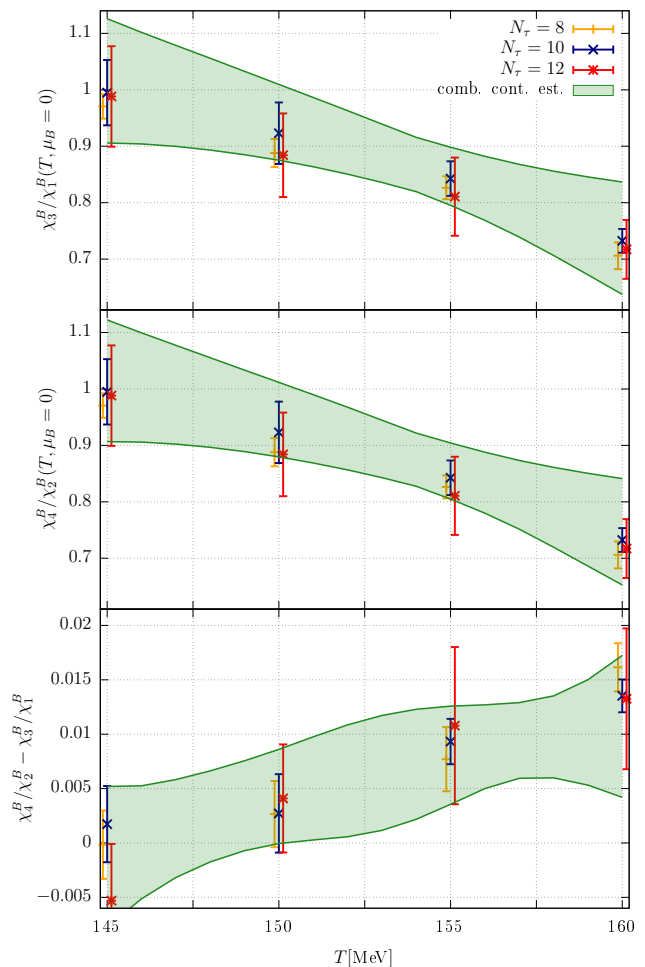 N_τ = 8
N_τ = 10
N_τ = 12
comb. cont. est.
χ_3^B/χ_1^B(T, μ_B = 0)
1.1
1
0.9
0.8
0.7
χ_4^B/χ_2^B(T, μ_B = 0)
1.1
1
0.9
0.8
0.7
χ_4^B/χ_2^B − χ_3^B/χ_1^B
0.02
0.015
0.01
0.005
0
−0.005
145 150 155 160
T[MeV]